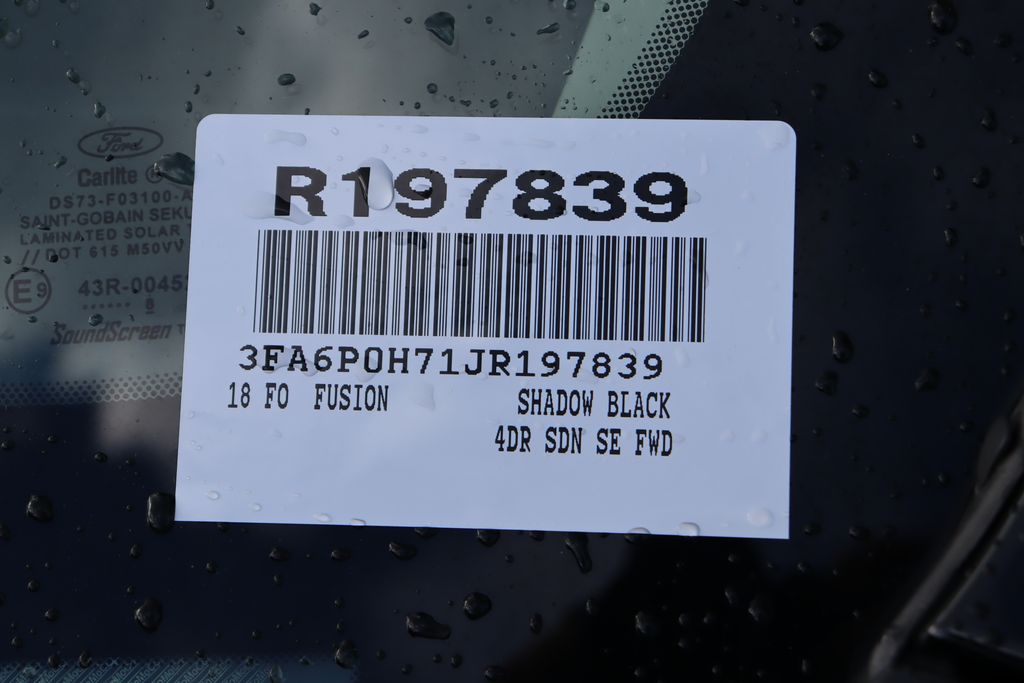 Ford
Carlite
DS73-F03100-A
SAINT-GOBAIN SEKU
LAMINATED SOLAR
//DOT 615 M50VV
E9
43R-0045
8
SoundScreen
R197839
3FA6P0H71JR197839
18 FO FUSION SHADOW BLACK
4DR SDN SE FWD